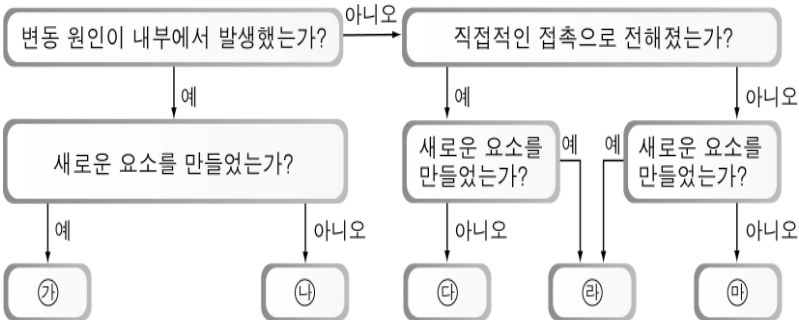 아니오
변동 원인이 내부에서 발생했는가?
직접적인 접촉으로 전해졌는가?
예
예
아니오
새로운 요소를 만들었는가?
새로운 요소를
만들었는가?
예
예
새로운 요소를
만들었는가?
예
아니오
아니오
아니오
㉮
㉯
㉰
㉱
㉲